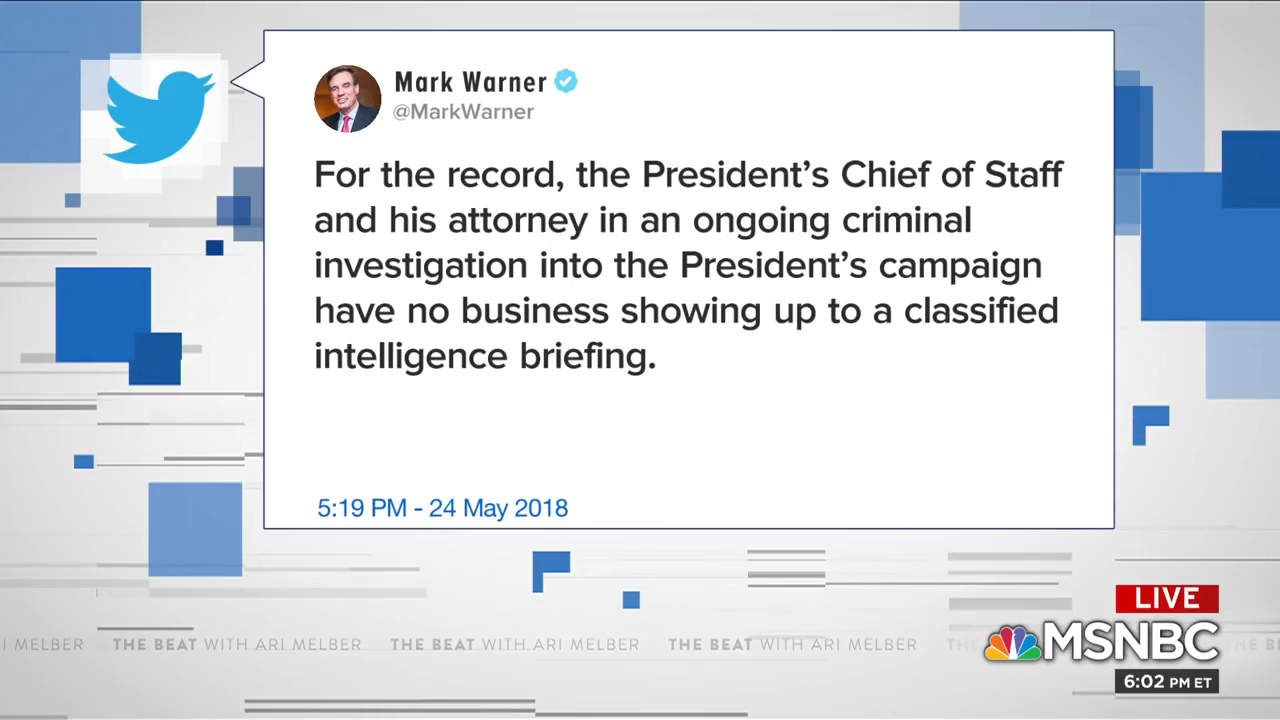 Mark Warner
@MarkWarner
For the record, the President's Chief of Staff
and his attorney in an ongoing criminal
investigation into the President's campaign
have no business showing up to a classified
intelligence briefing.
5:19 PM - 24 May 2018
LIVE
I MELBER THE BEAT WITH ARI MELBER THE BEAT WITH ARI MELBER THE BEAT WITH ARI MELBER
MSNBC
6:02 PM ET